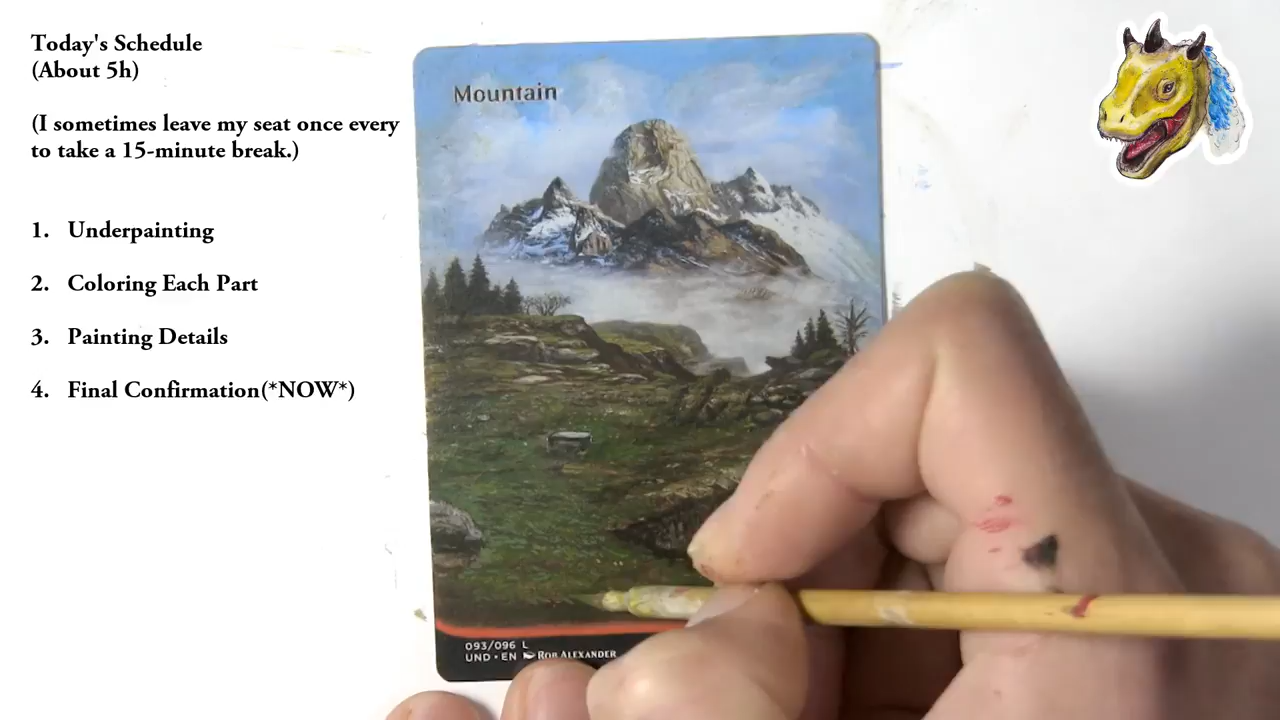 Today's Schedule
(About 5h)
(I sometimes leave my seat once every
to take a 15-minute break.)
1. Underpainting
2. Coloring Each Part
3. Painting Details
4. Final Confirmation(*NOW*)
Mountain
093/096 L
UND • EN ROB ALEXANDER